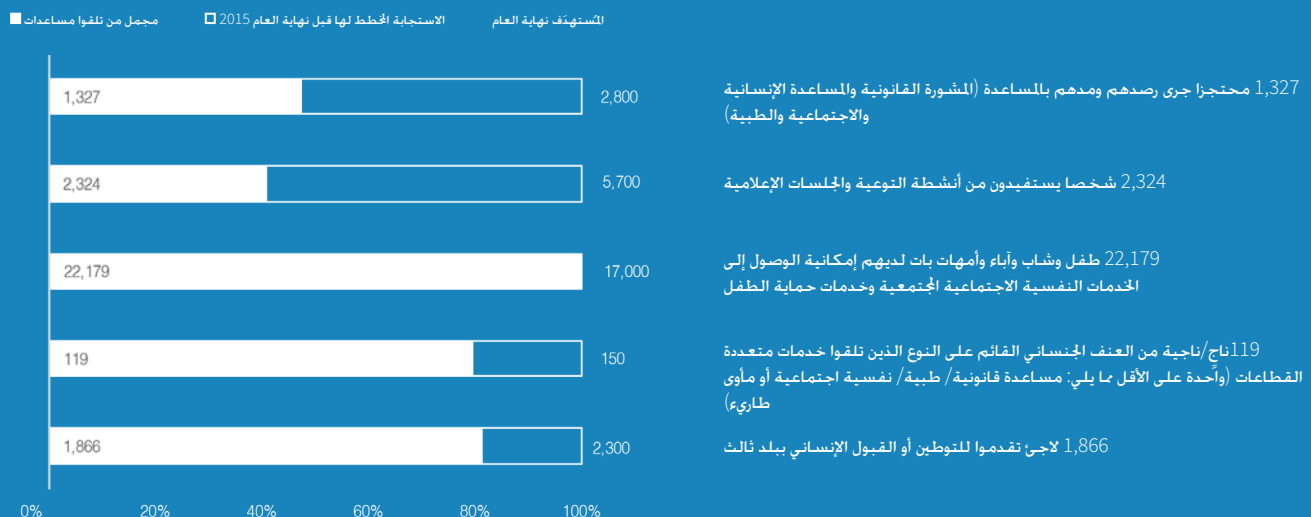 مجمل من تلقوا مساعدات الاستجابة المخطط لها قبل نهاية العام 2015 المستهدَف نهاية العام
1,327 2,800
1,327 محتجزا جرى رصدهم ومدهم بالمساعدة (المشورة القانونية والمساعدة الإنسانية
والاجتماعية والطبية)
2,324 5,700
2,324 شخصا يستفيدون من أنشطة التوعية والجلسات الإعلامية
22,179 17,000
22,179 طفل وشاب وآباء وأمهات بات لديهم إمكانية الوصول إلى
الخدمات النفسية الاجتماعية المجتمعية وخدمات حماية الطفل
119 150
119ناجٍ/ناجية من العنف الجنساني القائم على النوع الذين تلقوا خدمات متعددة
القطاعات (واحدة على الأقل مما يلي: مساعدة قانونية/ طبية/ نفسية اجتماعية أو مأوى
طاريء)
1,866 2,300
1,866 لاجئ تقدموا للتوطين أو القبول الإنساني ببلد ثالث
0% 20% 40% 60% 80% 100%